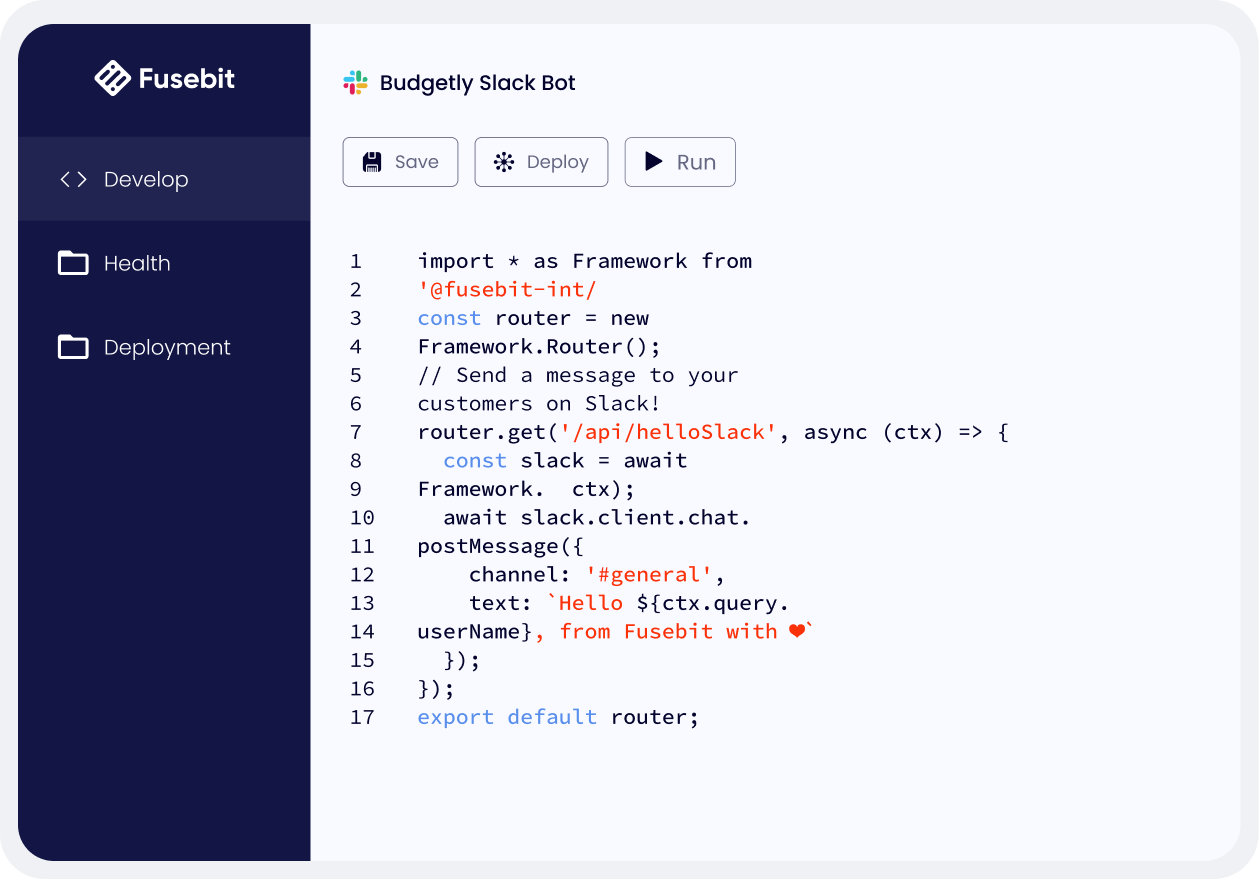 Fusebit
Develop
Health
Deployment
Budgetly Slack Bot
Save
Deploy
Run
1 import * as Framework from
2 '@fusebit-int/
3 const router = new
4 Framework.Router();
5 // Send a message to your
6 customers on Slack!
7 router.get('/api/helloSlack', async (ctx) => {
8   const slack = await
9 Framework.  ctx);
10   await slack.client.chat.
11 postMessage({
12     channel: '#general',
13     text: `Hello ${ctx.query.
14 userName}, from Fusebit with ❤`
15   });
16 });
17 export default router;